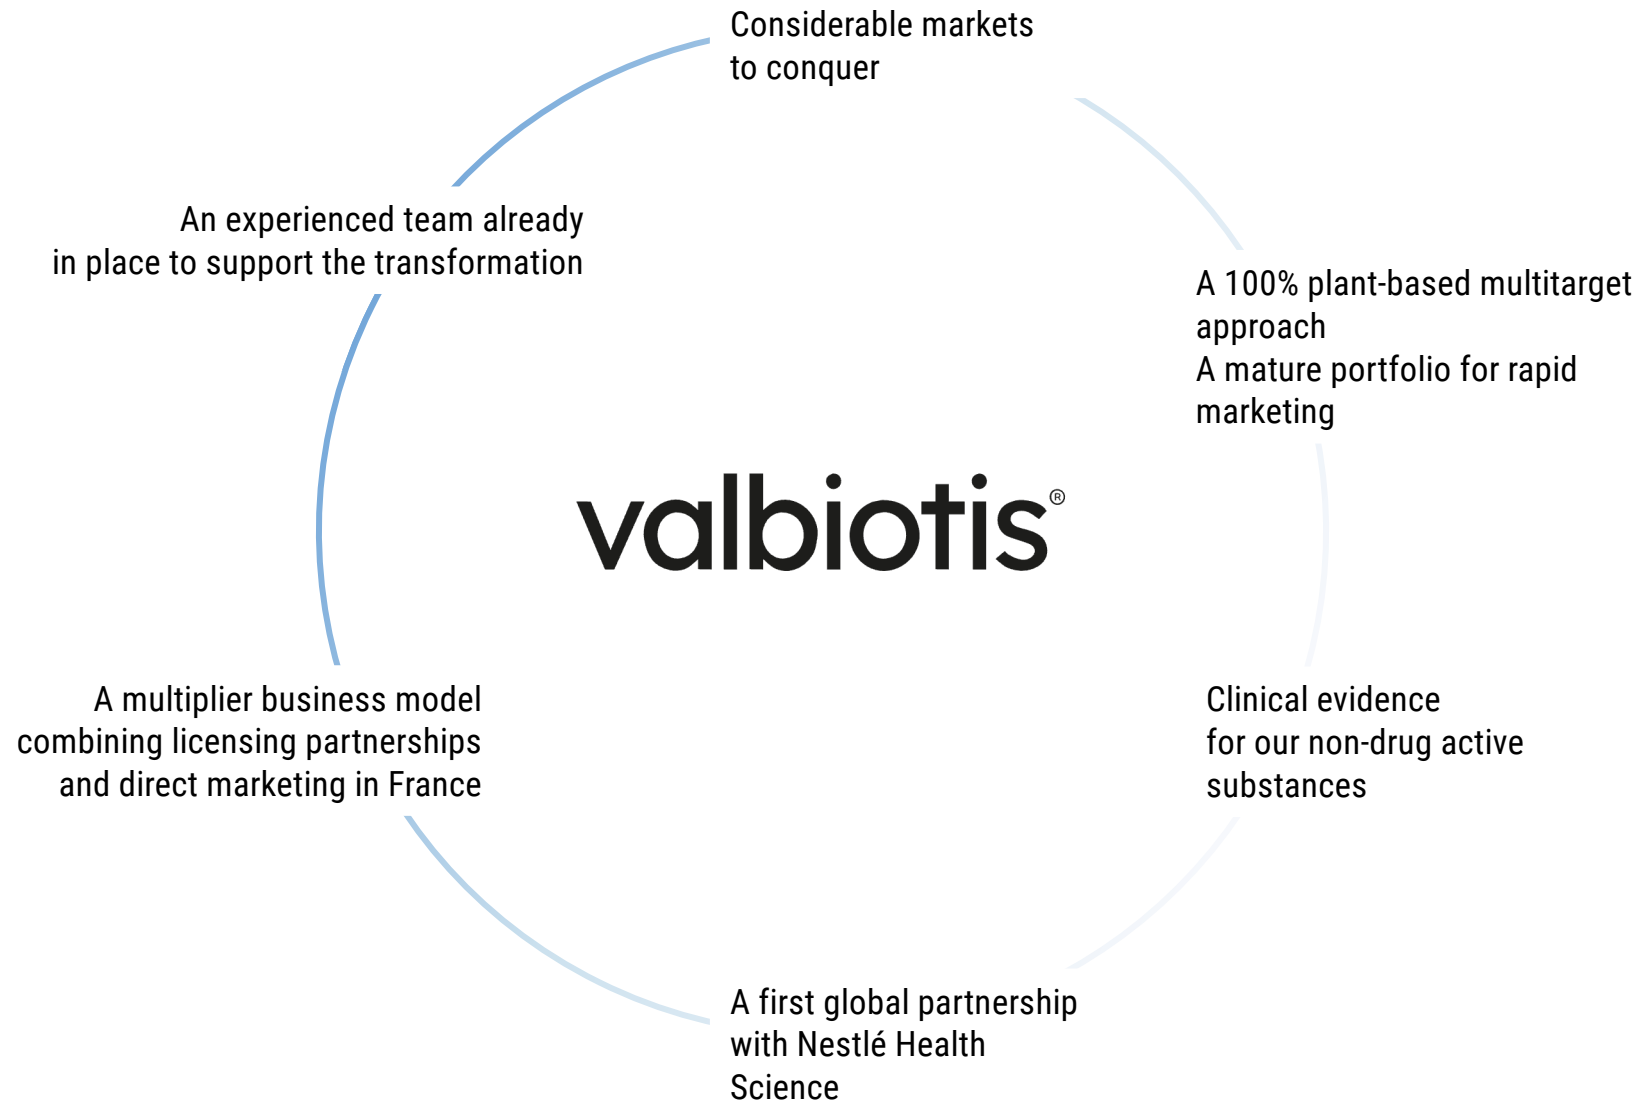 Considerable markets
to conquer
An experienced team already
in place to support the transformation
A 100% plant-based multitarget
approach
A mature portfolio for rapid
marketing
valbiotis®
A multiplier business model
combining licensing partnerships
and direct marketing in France
Clinical evidence
for our non-drug active
substances
A first global partnership
with Nestlé Health
Science